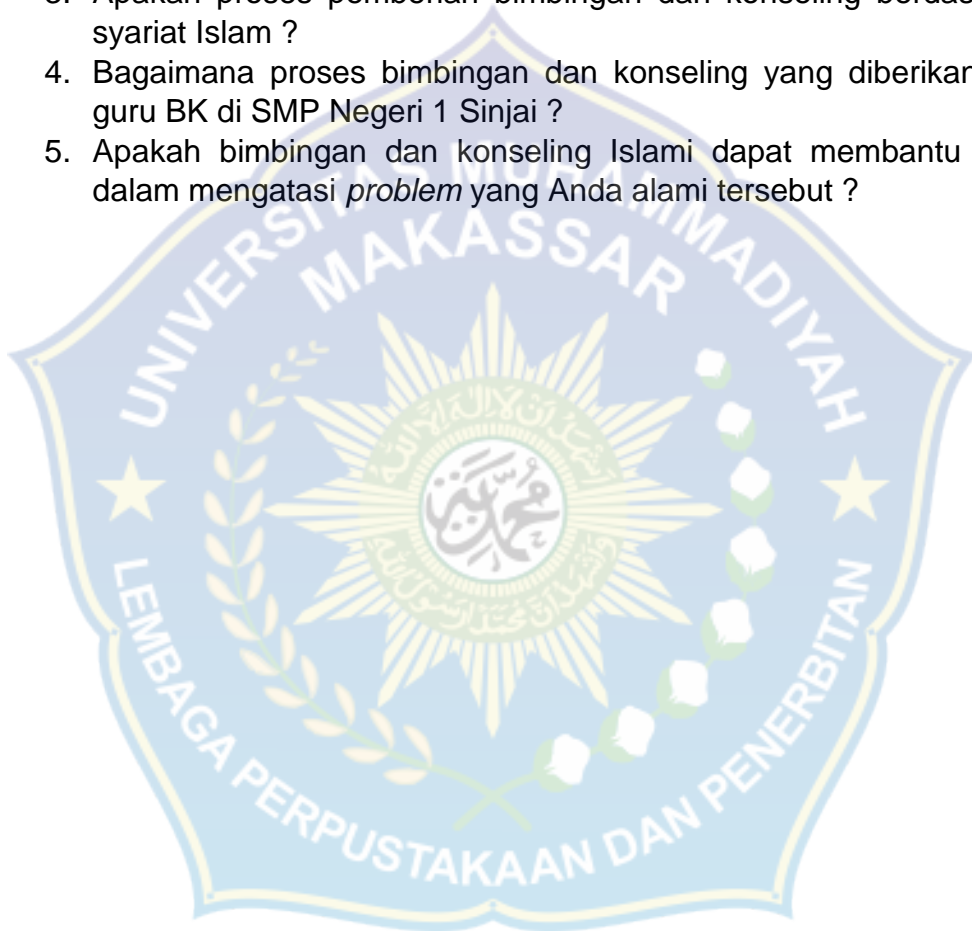 syariat Islam ?
4. Bagaimana proses bimbingan dan konseling yang diberikan
guru BK di SMP Negeri 1 Sinjai ?
5. Apakah bimbingan dan konseling Islami dapat membantu
dalam mengatasi problem yang Anda alami tersebut ?
UNIVERSITAS MUHAMMADIYAH
MAKASSAR
محمدية
LEMBAGA PERPUSTAKAAN DAN PENERBITAN